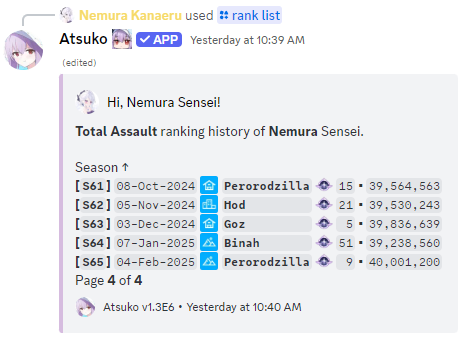 Nemura Kanaeru used rank list
Atsuko APP Yesterday at 10:39 AM
(edited)
Hi, Nemura Sensei!
Total Assault ranking history of Nemura Sensei.
Season ↑
[S61] 08-Oct-2024 Perorodzilla 15 • 39,564,563
[S62] 05-Nov-2024 Hod 21 • 39,530,243
[S63] 03-Dec-2024 Goz 5 • 39,836,639
[S64] 07-Jan-2025 Binah 51 • 39,238,560
[S65] 04-Feb-2025 Perorodzilla 9 • 40,001,200
Page 4 of 4
Atsuko v1.3E6 • Yesterday at 10:40 AM